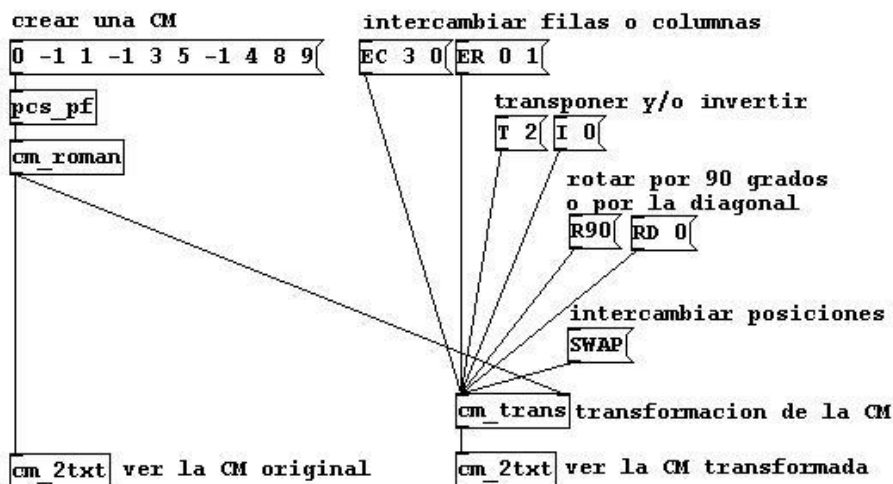 crear una CM
intercambiar filas o columnas
0 -1 1 -1 3 5 -1 4 8 9
EC 3 0
ER 0 1
pcs_pf
transponer y/o invertir
T 2
I 0
cm_roman
rotar por 90 grados
o por la diagonal
R90
RD 0
intercambiar posiciones
SWAP
cm_trans
transformacion de la CM
cm_2txt
ver la CM original
cm_2txt
ver la CM transformada